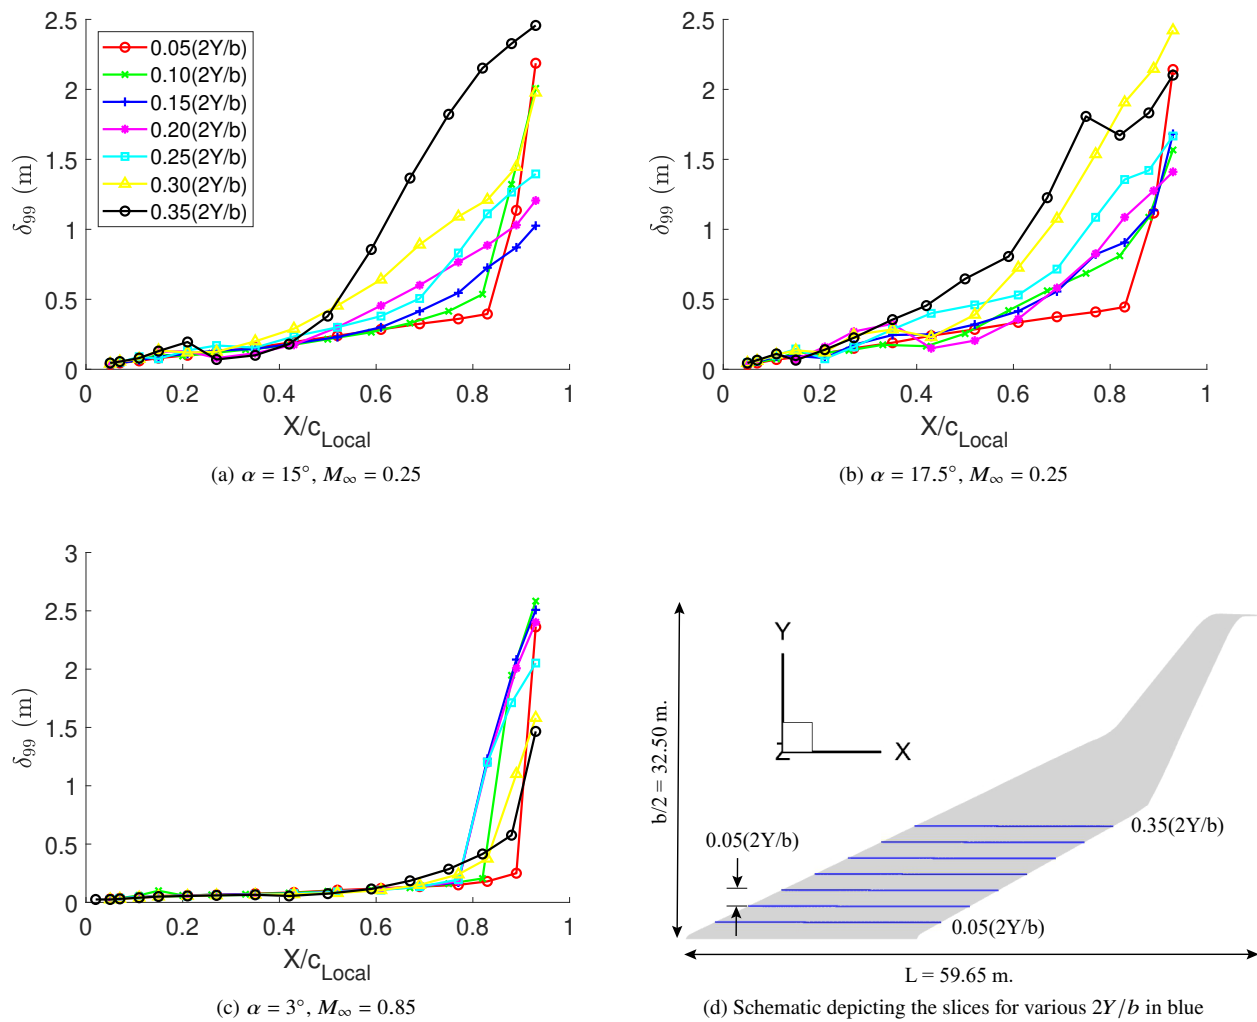 2.5
2
1.5
1
0.5
0
0 0.2 0.4 0.6 0.8 1
δ99 (m)
X/cLocal
0.05(2Y/b)
0.10(2Y/b)
0.15(2Y/b)
0.20(2Y/b)
0.25(2Y/b)
0.30(2Y/b)
0.35(2Y/b)
(a) α = 15°, M∞ = 0.25
2.5
2
1.5
1
0.5
0
0 0.2 0.4 0.6 0.8 1
δ99 (m)
X/cLocal
(b) α = 17.5°, M∞ = 0.25
3
2.5
2
1.5
1
0.5
0
0 0.2 0.4 0.6 0.8 1
δ99 (m)
X/cLocal
(c) α = 3°, M∞ = 0.85
Y
Z X
b/2 = 32.50 m.
0.05(2Y/b)
0.35(2Y/b)
0.05(2Y/b)
L = 59.65 m.
(d) Schematic depicting the slices for various 2Y/b in blue